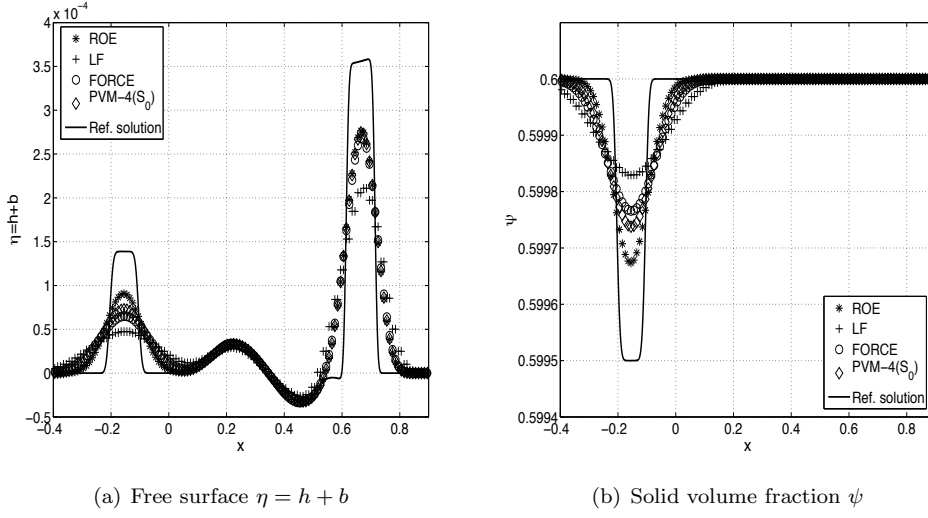 x 10⁻⁴
4
3.5
3
2.5
2
1.5
1
0.5
0
−0.5
−0.4
−0.2
0
0.2
0.4
0.6
0.8
x
η=h+b
ROE
LF
FORCE
PVM−4(S₀)
Ref. solution
(a) Free surface η = h + b
0.6
0.5999
0.5998
0.5997
0.5996
0.5995
0.5994
−0.4
−0.2
0
0.2
0.4
0.6
0.8
x
ψ
ROE
LF
FORCE
PVM−4(S₀)
Ref. solution
(b) Solid volume fraction ψ